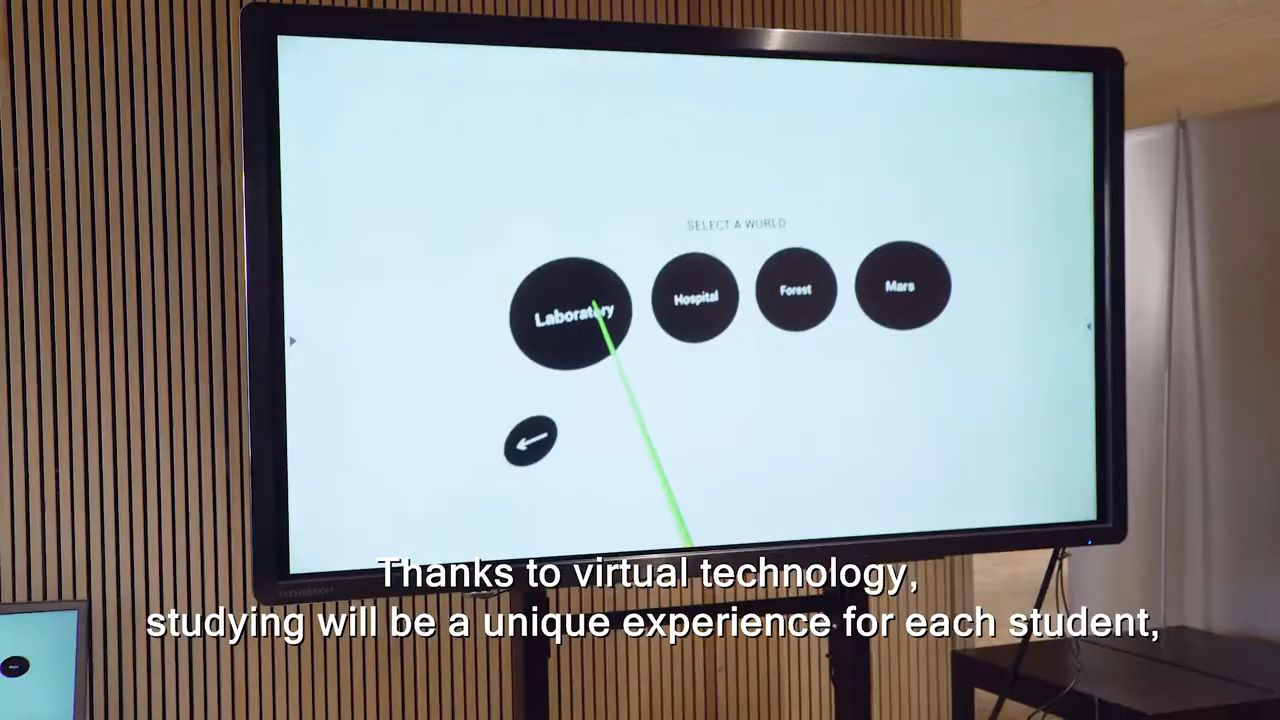 SELECT A WORLD
Laboratory
Hospital
Forest
Mars
Thanks to virtual technology,
studying will be a unique experience for each student,